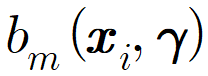 b_m(𝒙_i, 𝜸)